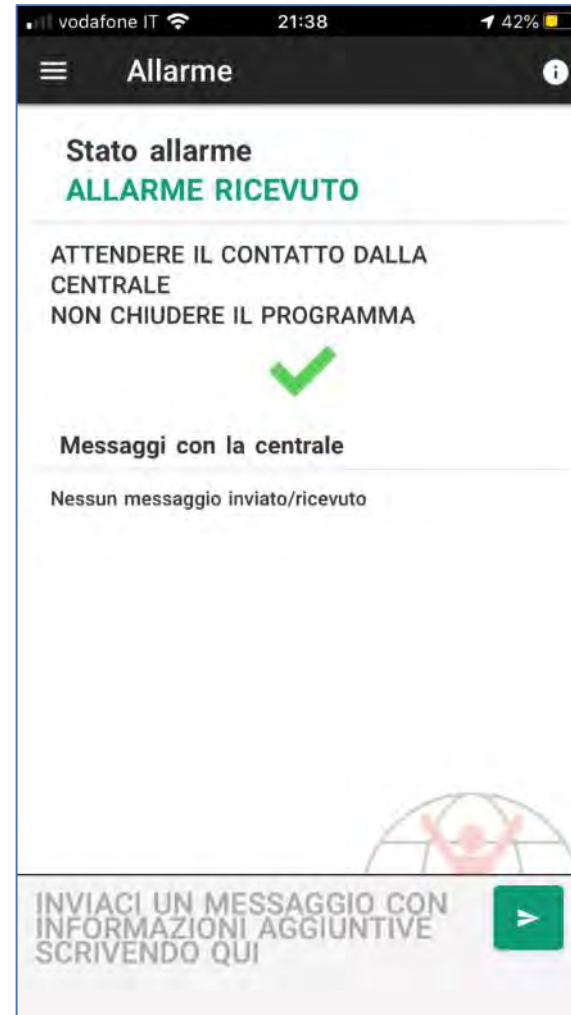 vodafone IT 21:38 42%
Allarme
Stato allarme
ALLARME RICEVUTO
ATTENDERE IL CONTATTO DALLA
CENTRALE
NON CHIUDERE IL PROGRAMMA
Messaggi con la centrale
Nessun messaggio inviato/ricevuto
INVIACI UN MESSAGGIO CON
INFORMAZIONI AGGIUNTIVE
SCRIVENDO QUI